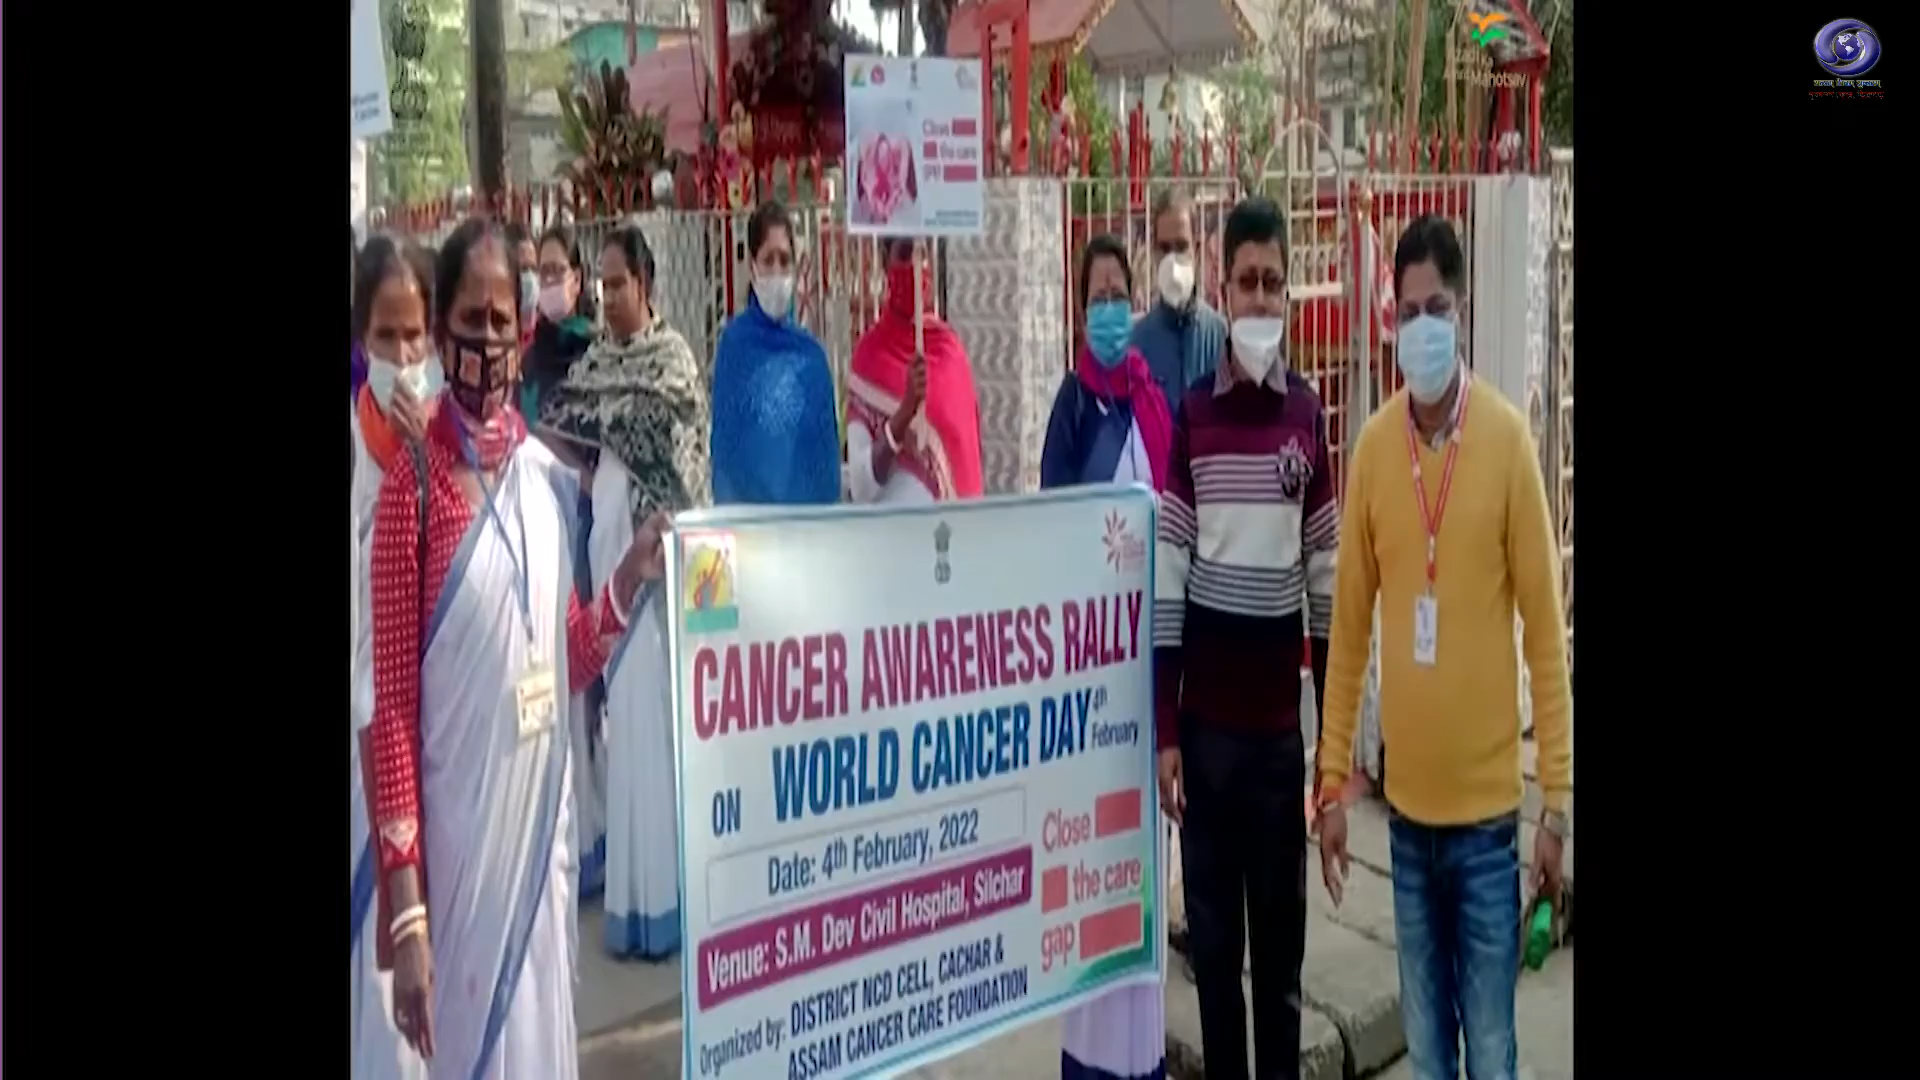 Close
the care
gap
Azadi Ka
Amrit Mahotsav
CANCER AWARENESS RALLY
ON WORLD CANCER DAY 4th February
Date: 4th February, 2022
Venue: S.M. Dev Civil Hospital, Silchar
Organized by: DISTRICT NCD CELL, CACHAR &
ASSAM CANCER CARE FOUNDATION
Close
the care
gap